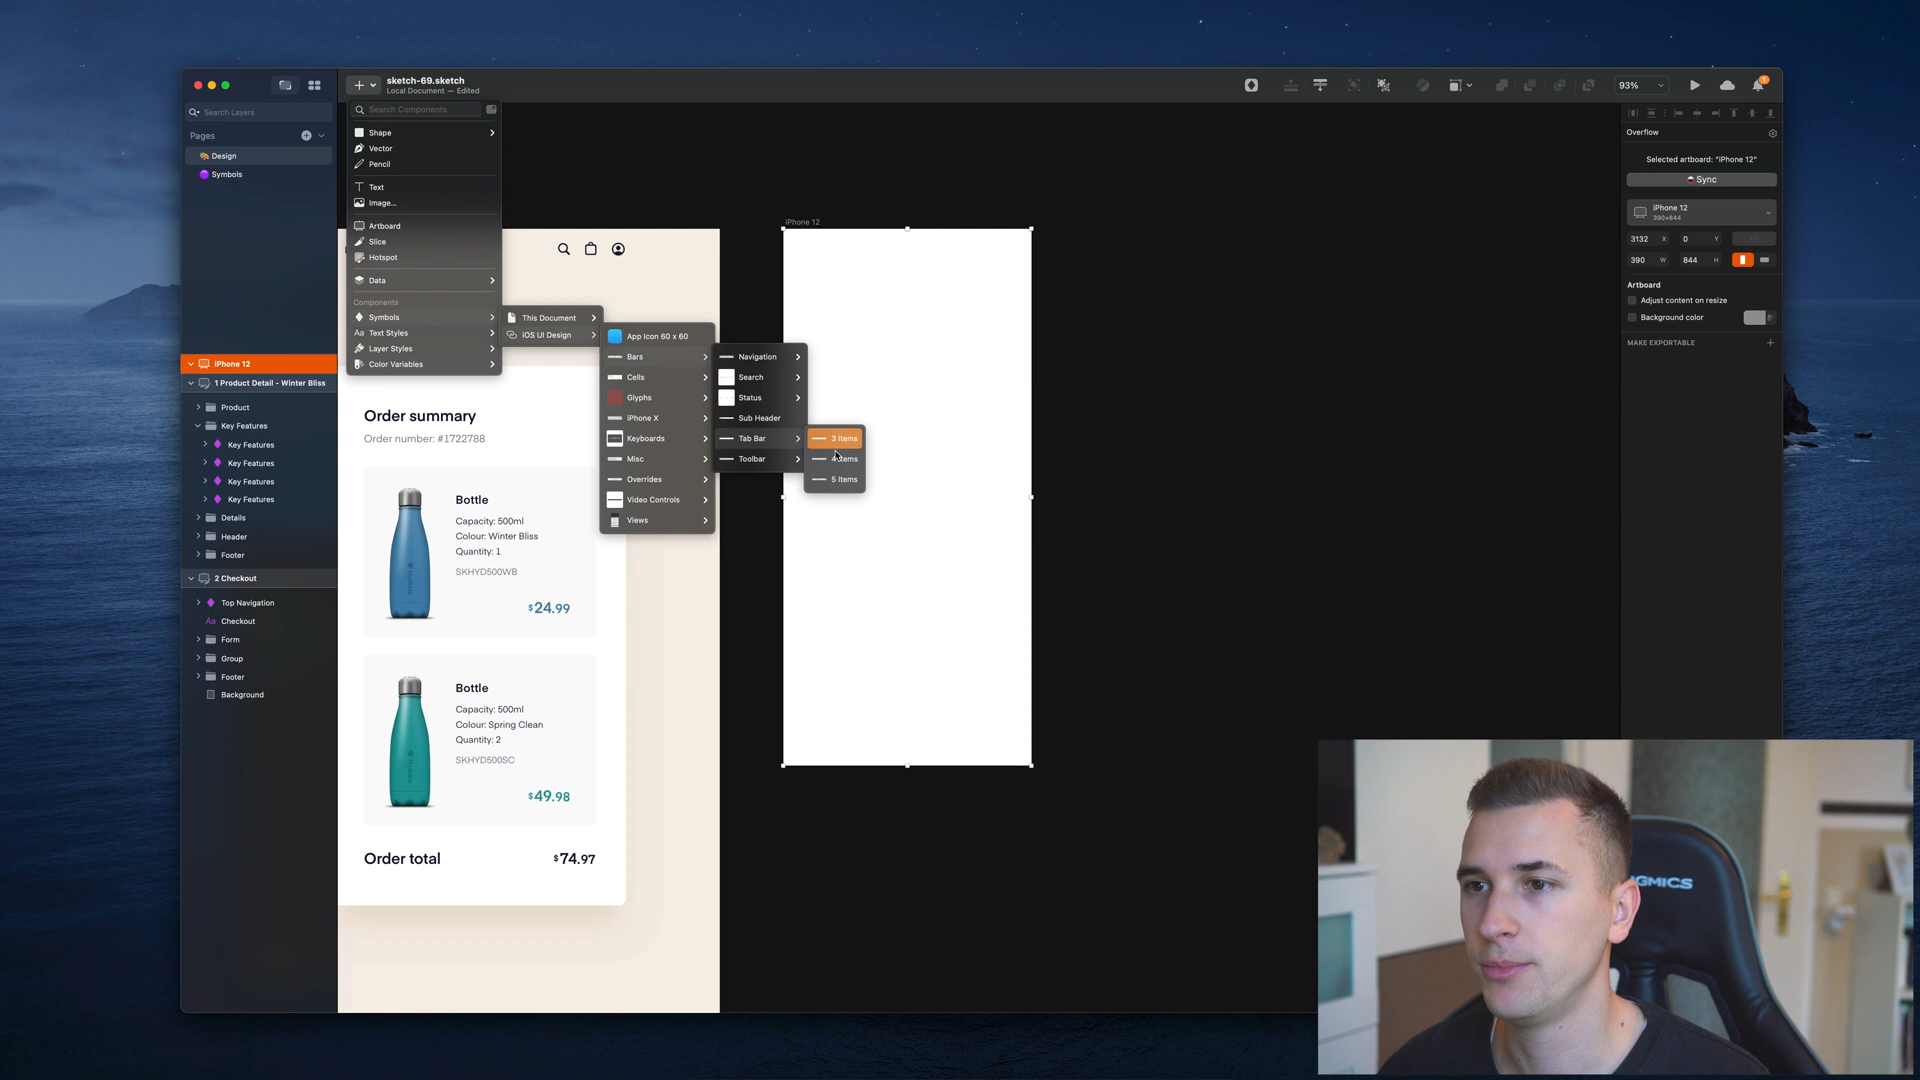 sketch-69.sketch
Local Document — Edited
93%
1
Search Layers
Pages
Design
Symbols
iPhone 12
1 Product Detail - Winter Bliss
Product
Key Features
Key Features
Key Features
Key Features
Key Features
Details
Header
Footer
2 Checkout
Top Navigation
Aa Checkout
Form
Group
Footer
Background
Search Components
Shape
Vector
Pencil
Text
Image...
Artboard
Slice
Hotspot
Data
Components
Symbols
Aa Text Styles
Layer Styles
Color Variables
This Document
iOS UI Design
App Icon 60 x 60
Bars
Cells
Glyphs
iPhone X
Keyboards
Misc
Overrides
Video Controls
Views
Navigation
Search
Status
Sub Header
Tab Bar
Toolbar
3 Items
4 Items
5 Items
Order summary
Order number: #1722788
Bottle
Capacity: 500ml
Colour: Winter Bliss
Quantity: 1
SKHYD500WB
$24.99
Bottle
Capacity: 500ml
Colour: Spring Clean
Quantity: 2
SKHYD500SC
$49.98
Order total
$74.97
iPhone 12
Overflow
Selected artboard: "iPhone 12"
Sync
iPhone 12
390×844
3132 X 0 Y
390 W 844 H
Artboard
Adjust content on resize
Background color
MAKE EXPORTABLE